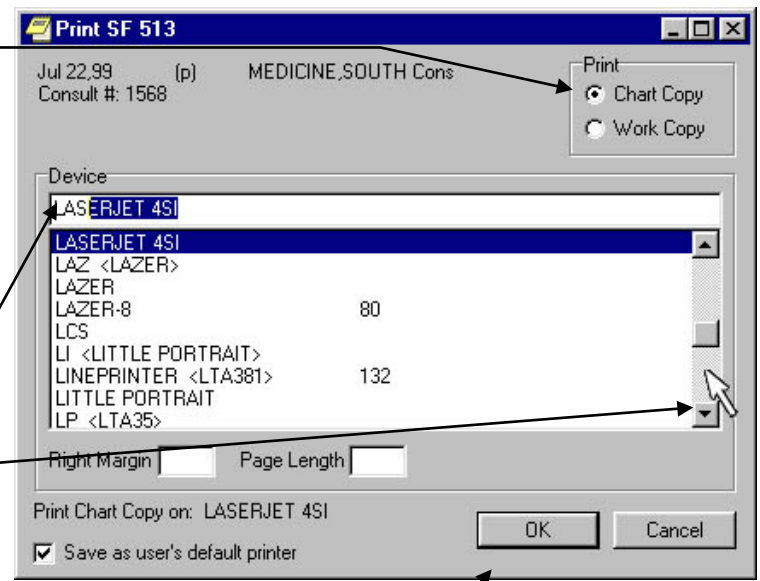 Print SF 513
Jul 22,99 (p) MEDICINE,SOUTH Cons
Consult #: 1568
Print
Chart Copy
Work Copy
Device
LASERJET 4SI
LASERJET 4SI
LAZ <LAZER>
LAZER
LAZER-8 80
LCS
LI <LITTLE PORTRAIT>
LINEPRINTER <LTA381> 132
LITTLE PORTRAIT
LP <LTA35>
Right Margin Page Length
Print Chart Copy on: LASERJET 4SI
OK Cancel
Save as user's default printer